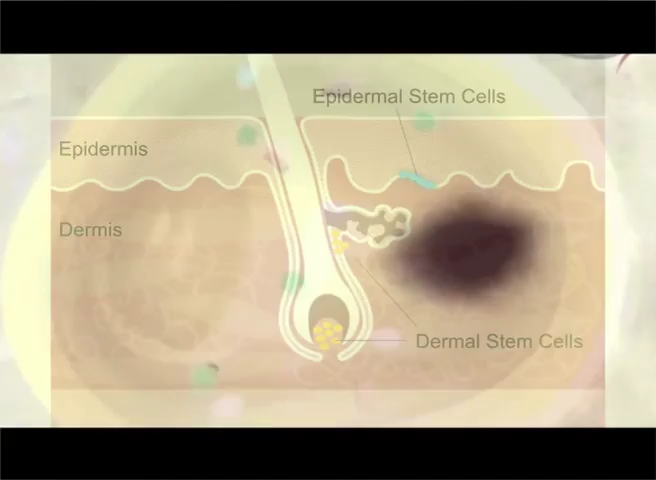 Epidermal Stem Cells
Epidermis
Dermis
Dermal Stem Cells